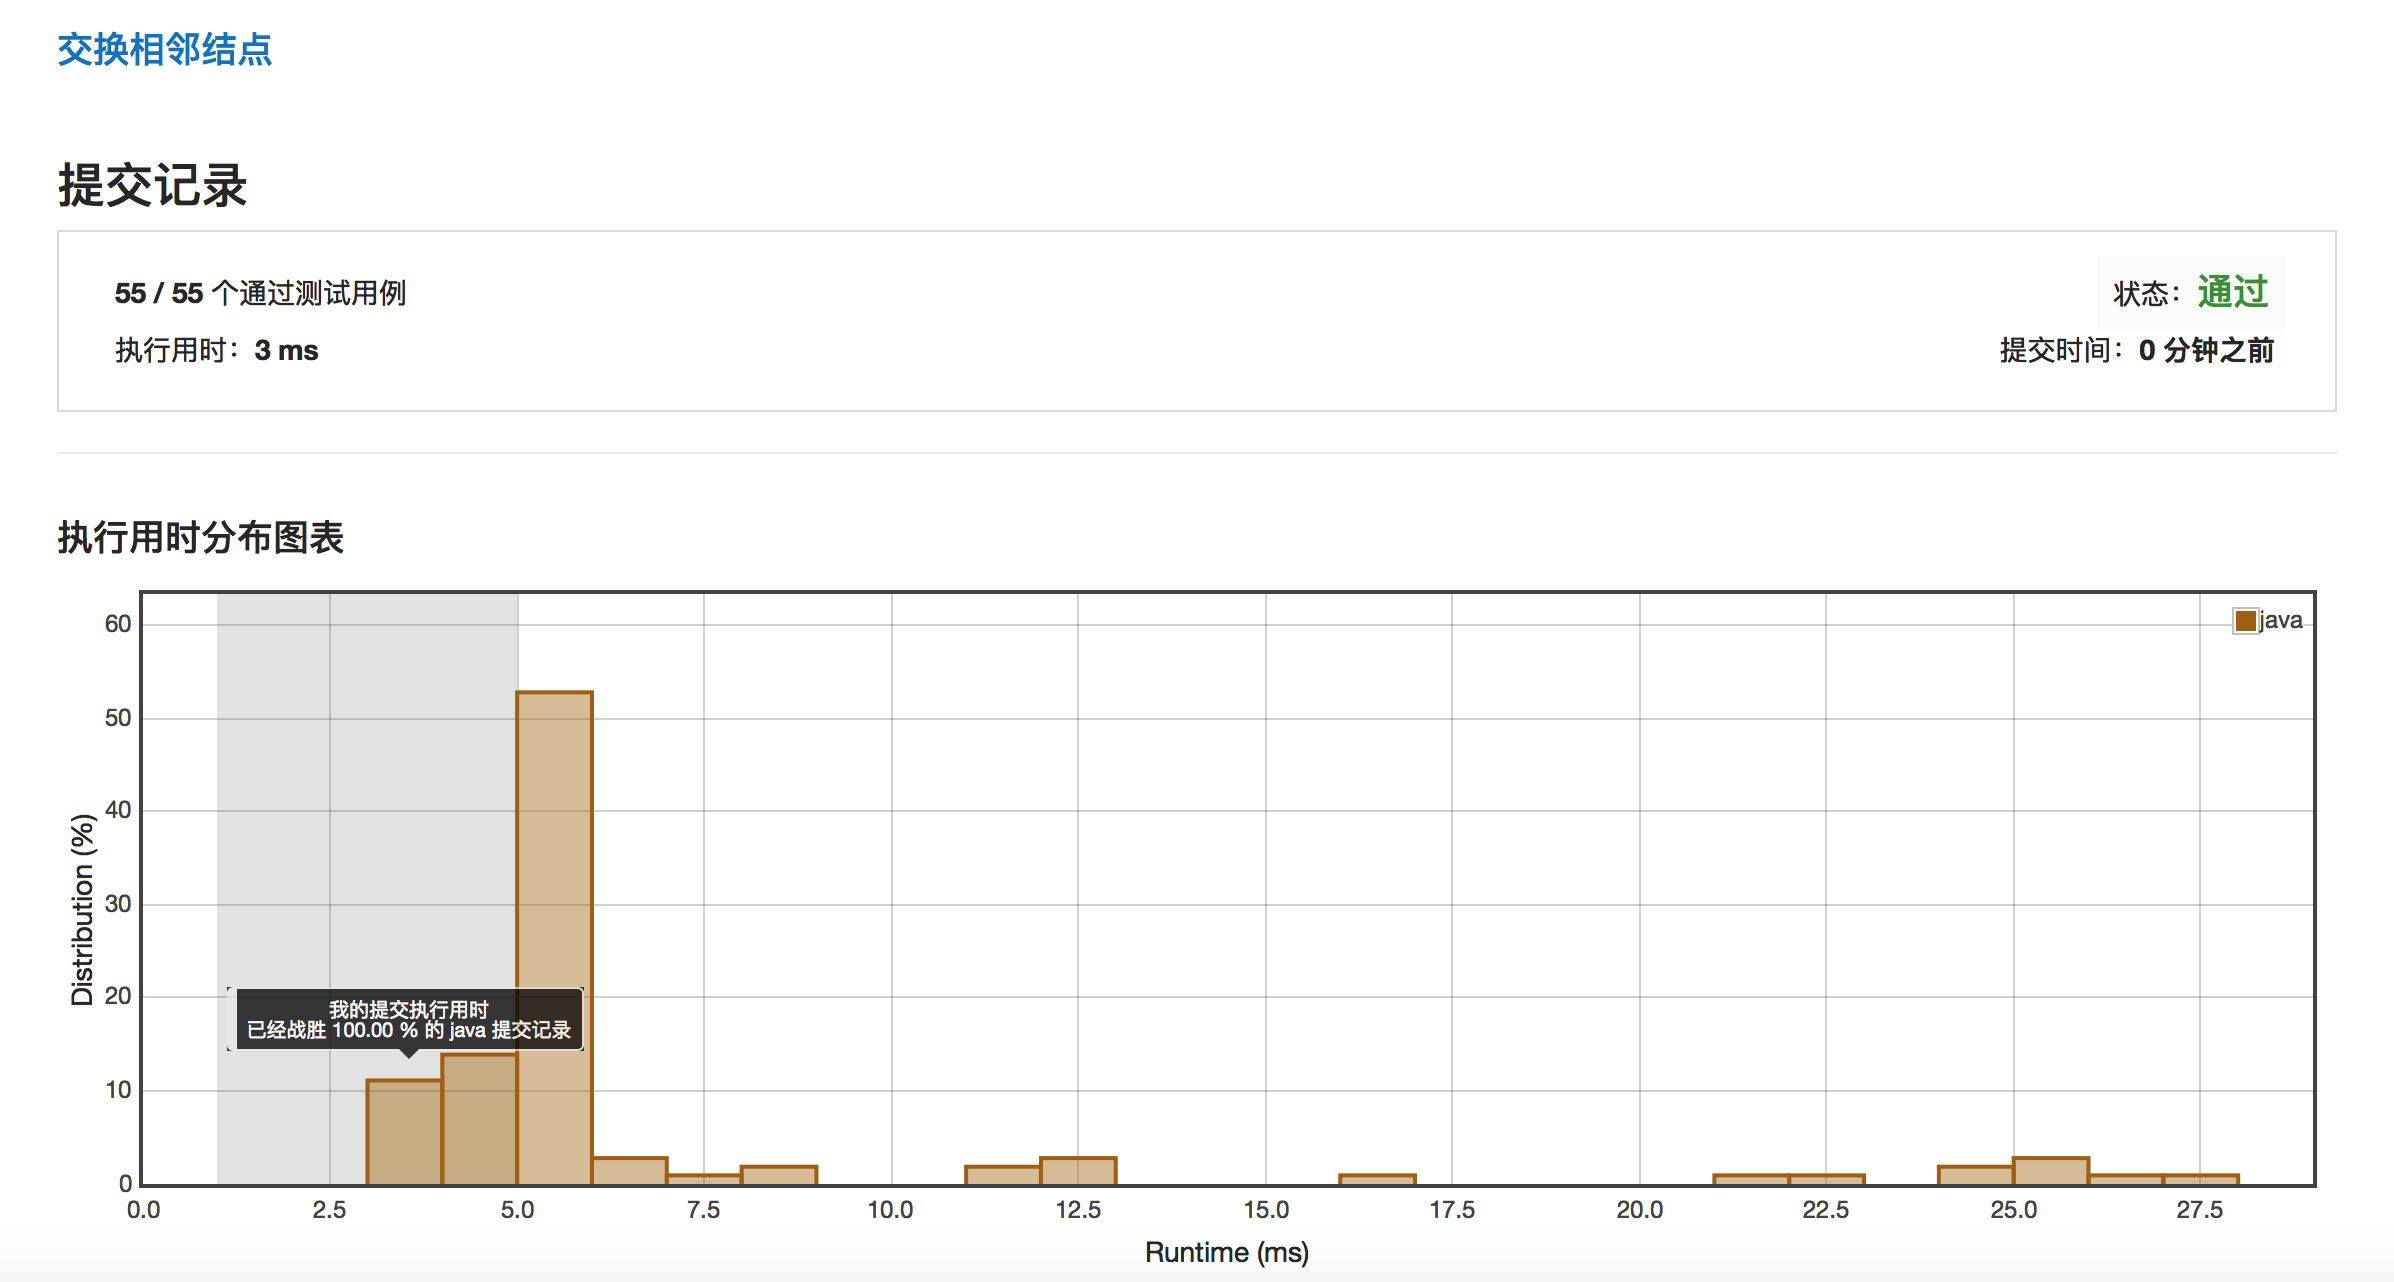 交换相邻结点
提交记录
55 / 55 个通过测试用例
状态：通过
执行用时：3 ms
提交时间：0 分钟之前
执行用时分布图表
java
60
50
40
30
20
10
0
Distribution (%)
我的提交执行用时
已经战胜 100.00 % 的 java 提交记录
0.0 2.5 5.0 7.5 10.0 12.5 15.0 17.5 20.0 22.5 25.0 27.5
Runtime (ms)